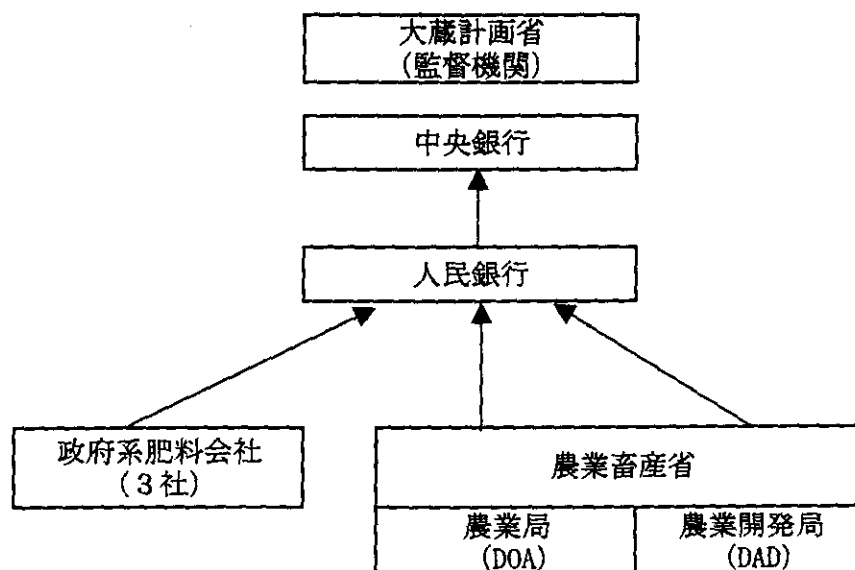 大蔵計画省
(監督機関)
中央銀行
人民銀行
政府系肥料会社
(3社)
農業畜産省
農業局
(DOA)
農業開発局
(DAD)